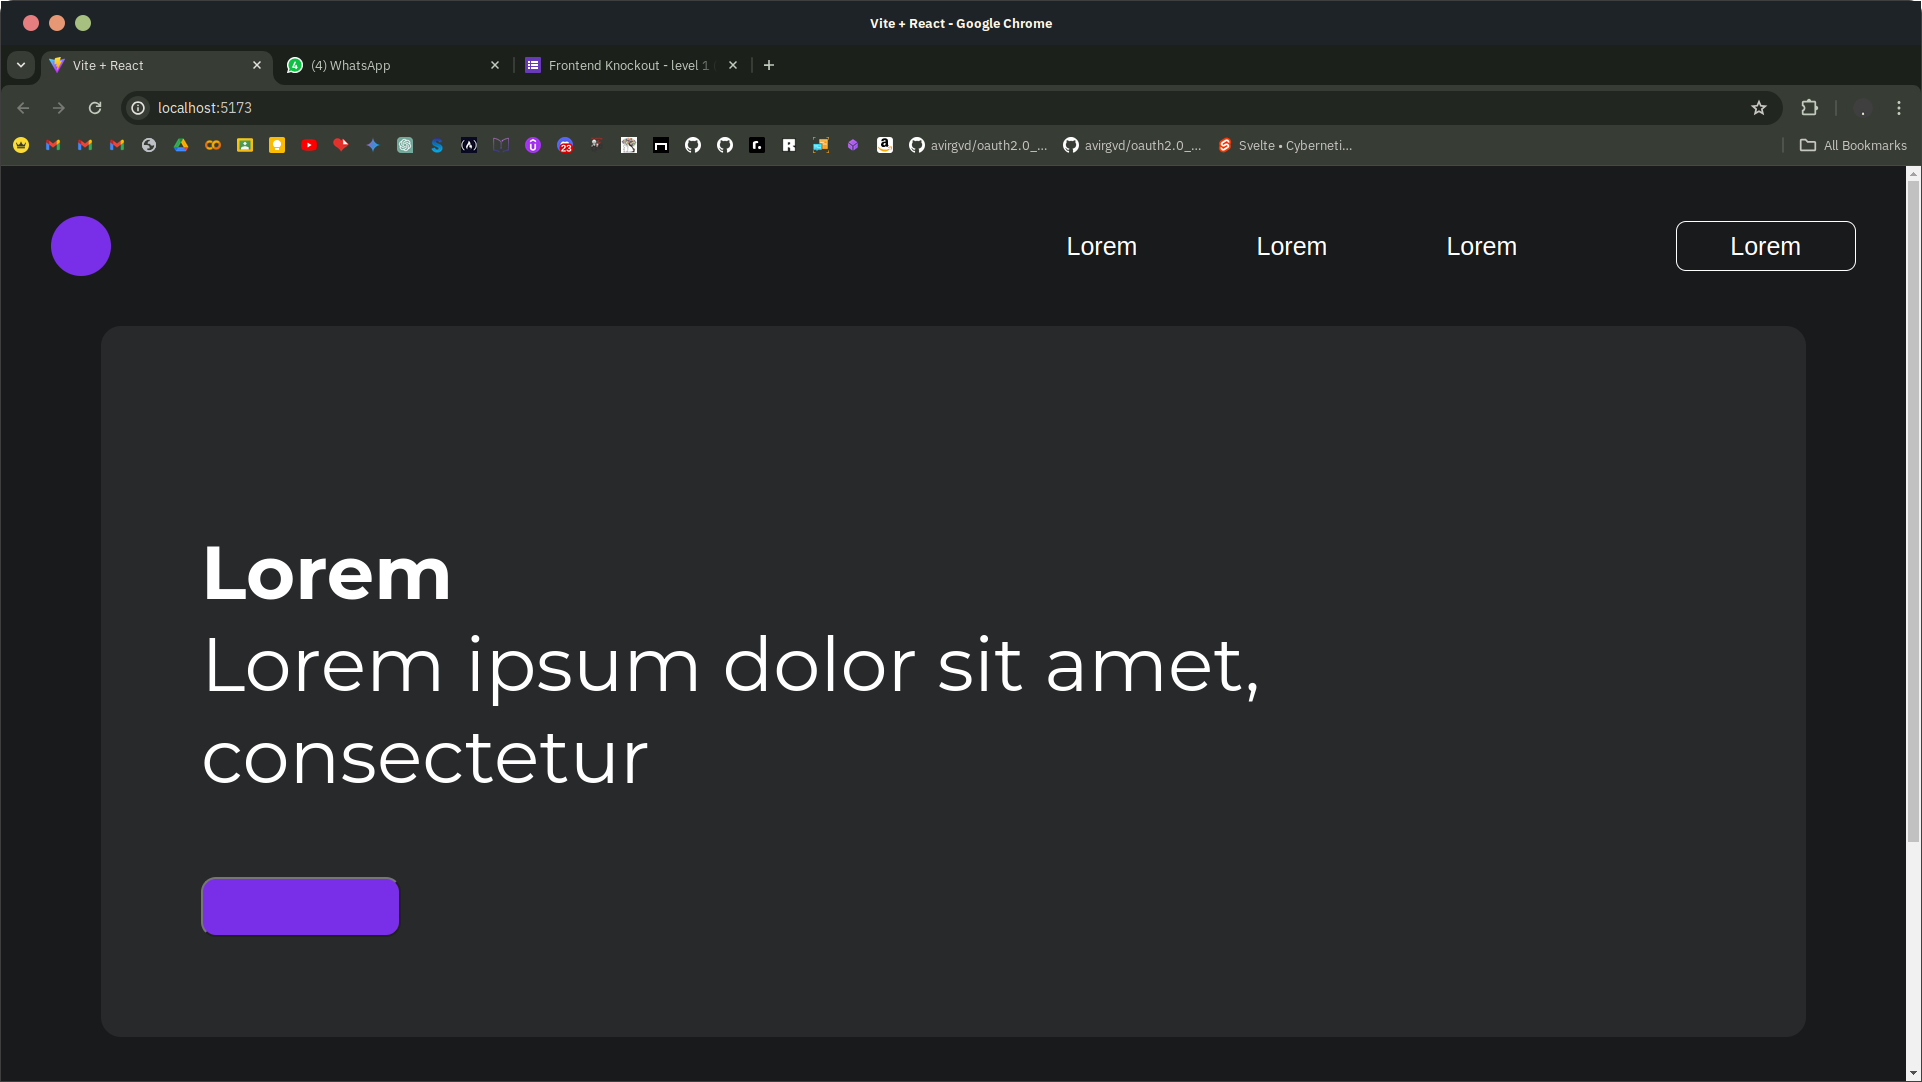 Vite + React - Google Chrome
Vite + React
(4) WhatsApp
Frontend Knockout - level 1
localhost:5173
23
avirgvd/oauth2.0_...
avirgvd/oauth2.0_...
Svelte • Cyberneti...
All Bookmarks
Lorem
Lorem
Lorem
Lorem
Lorem
Lorem ipsum dolor sit amet,
consectetur